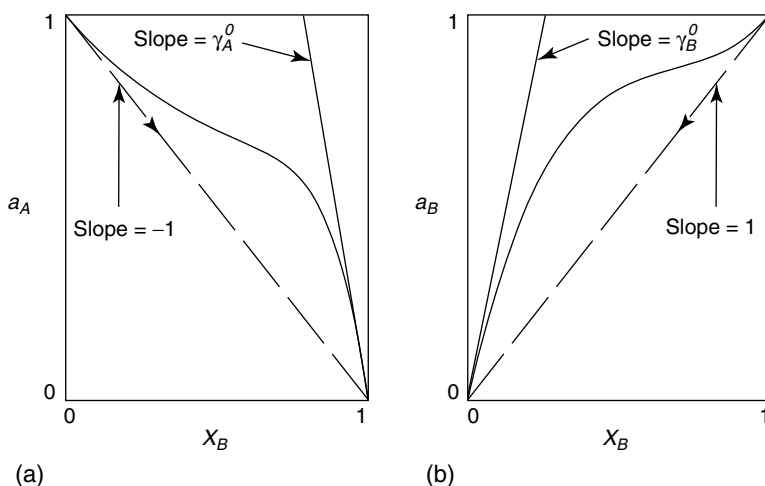 1
Slope = γ_A^0
a_A
Slope = –1
0
0
1
X_B
(a)
1
Slope = γ_B^0
a_B
Slope = 1
0
0
1
X_B
(b)